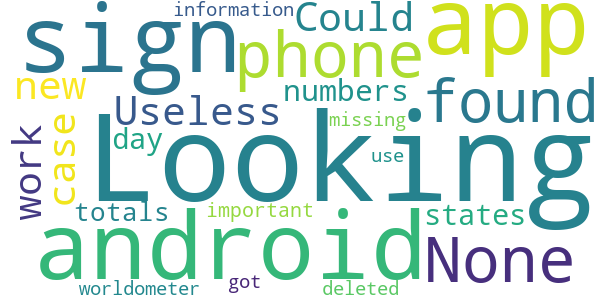 information
sign
Could
app
phone
new
numbers
found
Useless
missing
day
case
work
Looking
use
totals
important
states
android
None
worldometer
got
deleted